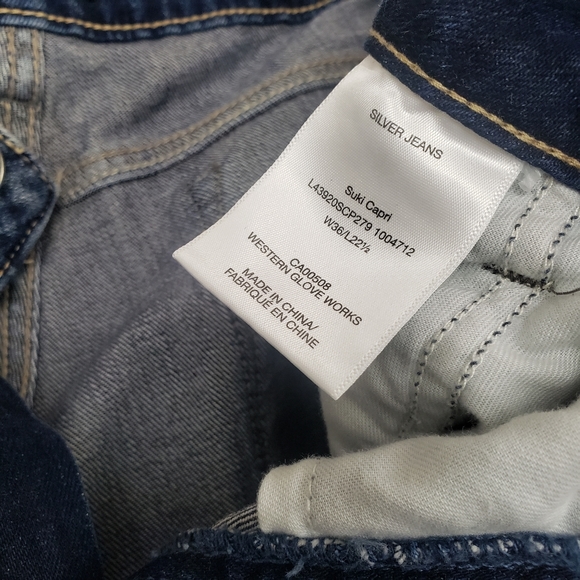 SILVER JEANS
Suki Capri
L43920SCP279 1004712
W36/L22½
CA00508
WESTERN GLOVE WORKS
MADE IN CHINA/
FABRIQUÉ EN CHINE